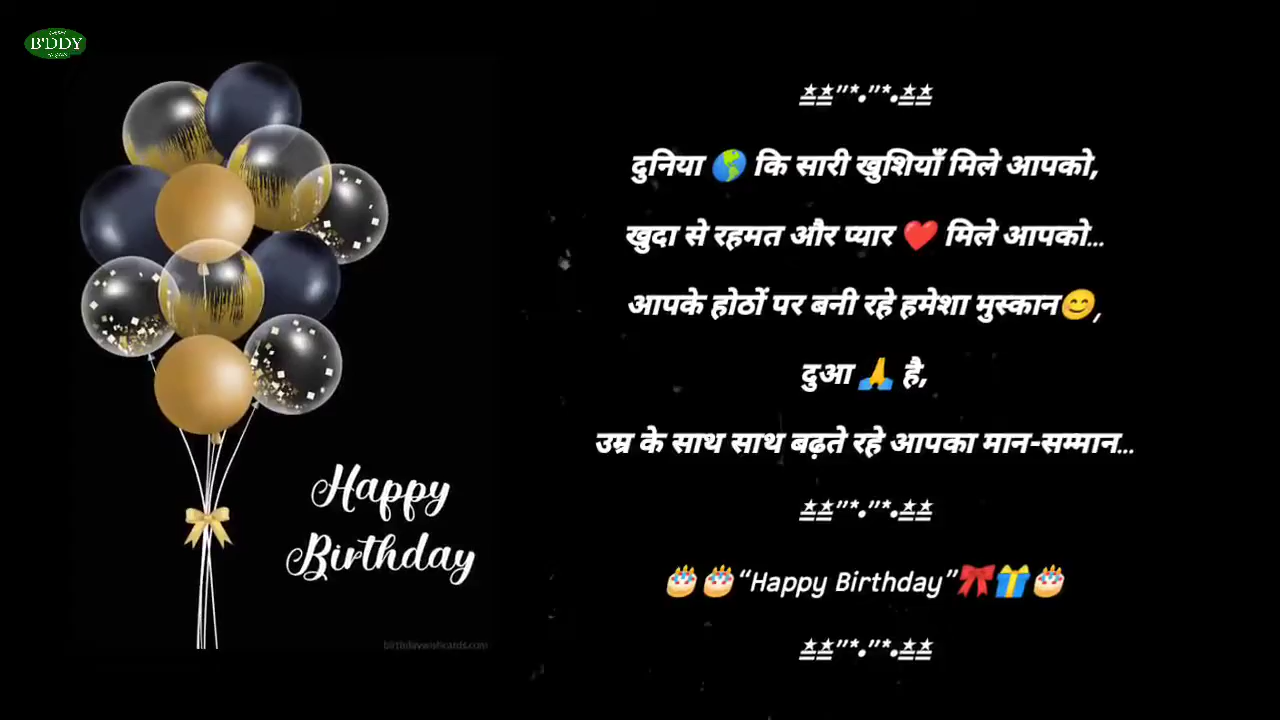 B'DDY
⁎⁎"*•"*•⁎⁎
दुनिया 🌎 कि सारी खुशियाँ मिले आपको,
खुदा से रहमत और प्यार ❤️ मिले आपको...
आपके होठों पर बनी रहे हमेशा मुस्कान😊,
दुआ 🙏 है,
उम्र के साथ साथ बढ़ते रहे आपका मान-सम्मान...
⁎⁎"*•"*•⁎⁎
🎂🎂“Happy Birthday”🎀🎁🎂
⁎⁎"*•"*•⁎⁎
Happy
Birthday
birthdaywishcards.com